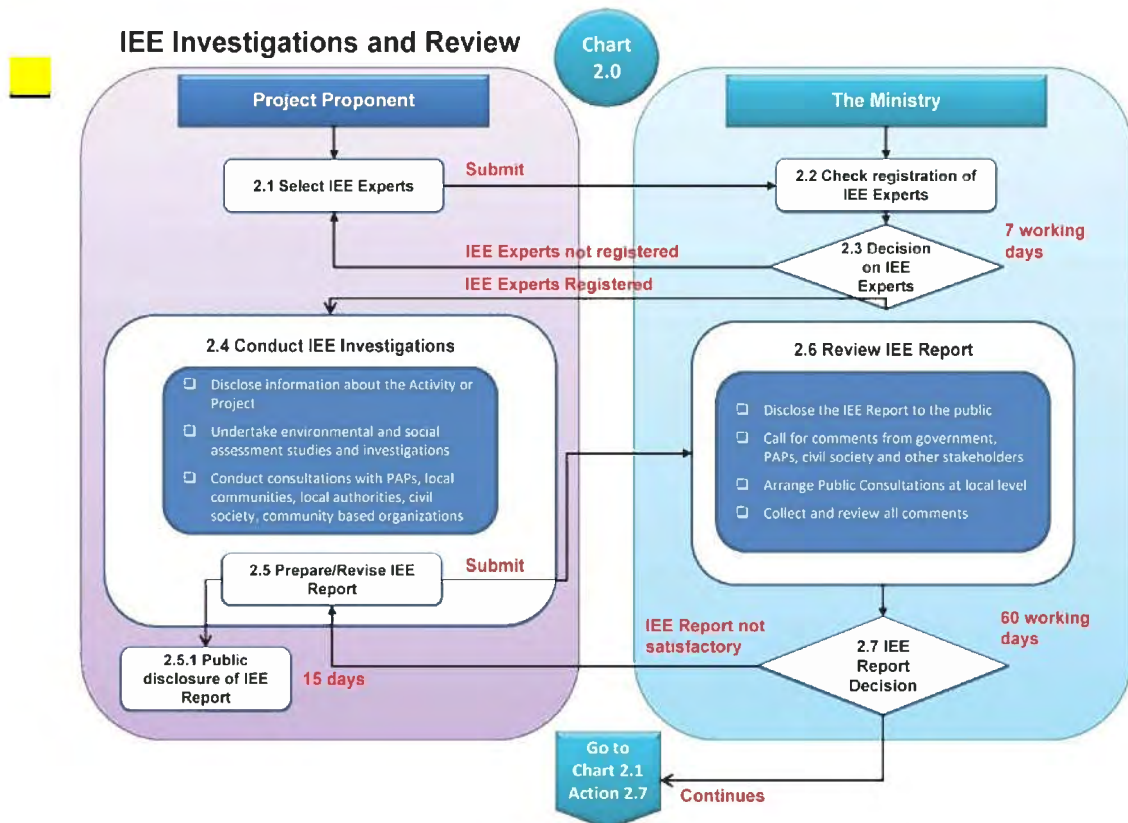 IEE Investigations and Review
Chart
2.0
Project Proponent
The Ministry
2.1 Select IEE Experts
Submit
2.2 Check registration of
IEE Experts
IEE Experts not registered
2.3 Decision
on IEE
Experts
7 working
days
IEE Experts Registered
2.4 Conduct IEE Investigations
❑ Disclose information about the Activity or
Project
❑ Undertake environmental and social
assessment studies and investigations
❑ Conduct consultations with PAPs, local
communities, local authorities, civil
society, community based organizations
2.5 Prepare/Revise IEE
Report
Submit
2.5.1 Public
disclosure of IEE
Report
15 days
2.6 Review IEE Report
❑ Disclose the IEE Report to the public
❑ Call for comments from government,
PAPs, civil society and other stakeholders
❑ Arrange Public Consultations at local level
❑ Collect and review all comments
IEE Report not
satisfactory
2.7 IEE
Report
Decision
60 working
days
Go to
Chart 2.1
Action 2.7
Continues